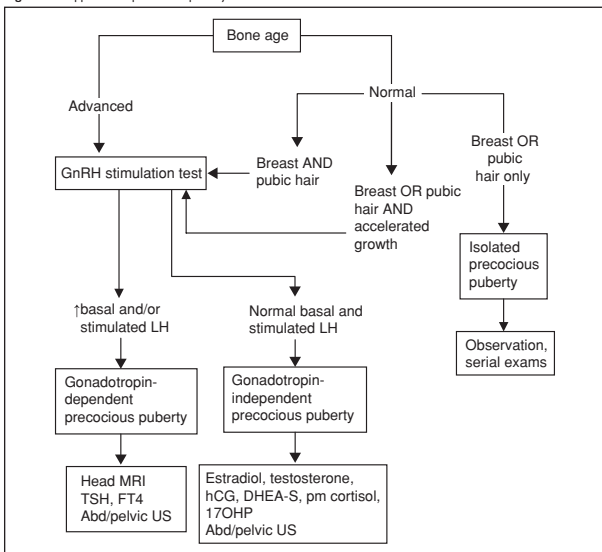 Bone age
Advanced
Normal
GnRH stimulation test
Breast AND
pubic hair
Breast OR pubic
hair AND
accelerated
growth
Breast OR
pubic
hair only
Isolated
precocious
puberty
Observation,
serial exams
↑basal and/or
stimulated LH
Normal basal and
stimulated LH
Gonadotropin-
dependent
precocious puberty
Gonadotropin-
independent
precocious puberty
Head MRI
TSH, FT4
Abd/pelvic US
Estradiol, testosterone,
hCG, DHEA-S, pm cortisol,
17OHP
Abd/pelvic US